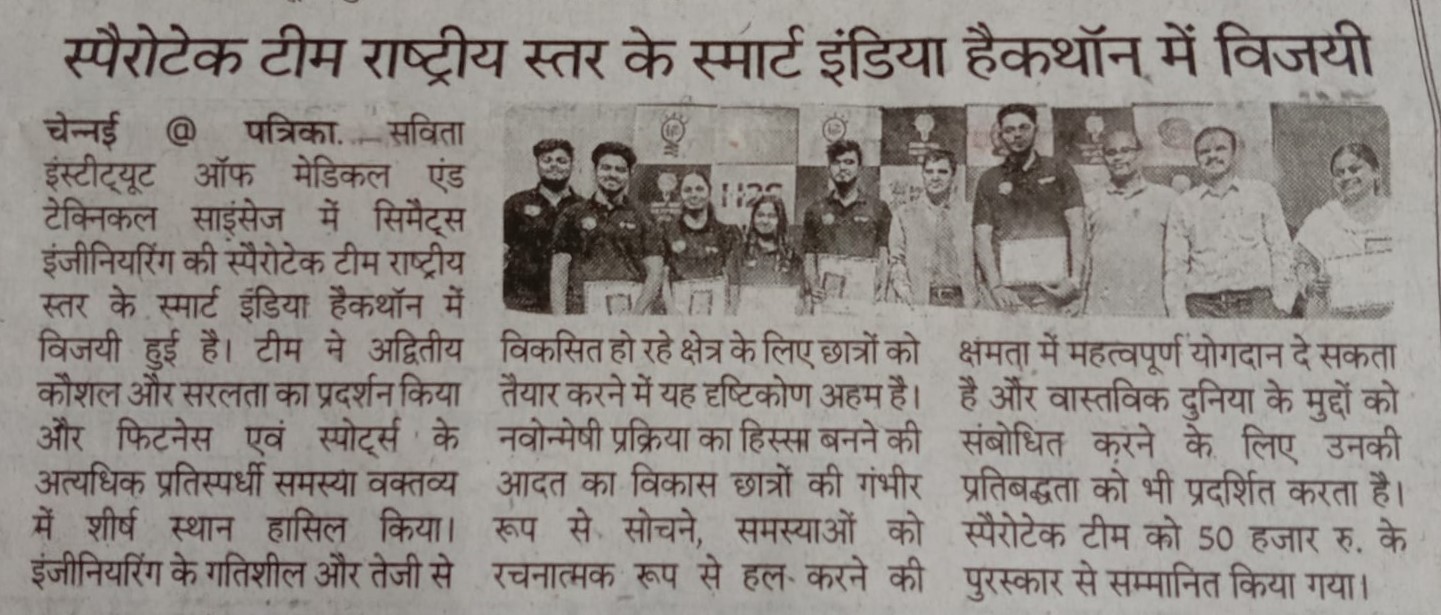 स्पैरोटेक टीम राष्ट्रीय स्तर के स्मार्ट इंडिया हैकथॉन में विजयी
चेन्नई @ पत्रिका. सविता
इंस्टीट्यूट ऑफ मेडिकल एंड
टेक्निकल साइंसेज में सिमैट्स
इंजीनियरिंग की स्पैरोटेक टीम राष्ट्रीय
स्तर के स्मार्ट इंडिया हैकथॉन में
विजयी हुई है। टीम ने अद्वितीय
कौशल और सरलता का प्रदर्शन किया
और फिटनेस एवं स्पोर्ट्स के
अत्यधिक प्रतिस्पर्धी समस्या वक्तव्य
में शीर्ष स्थान हासिल किया।
इंजीनियरिंग के गतिशील और तेजी से
विकसित हो रहे क्षेत्र के लिए छात्रों को
तैयार करने में यह दृष्टिकोण अहम है।
नवोन्मेषी प्रक्रिया का हिस्सा बनने की
आदत का विकास छात्रों की गंभीर
रूप से सोचने, समस्याओं को
रचनात्मक रूप से हल करने की
क्षमता में महत्वपूर्ण योगदान दे सकता
है और वास्तविक दुनिया के मुद्दों को
संबोधित करने के लिए उनकी
प्रतिबद्धता को भी प्रदर्शित करता है।
स्पैरोटेक टीम को 50 हजार रु. के
पुरस्कार से सम्मानित किया गया।